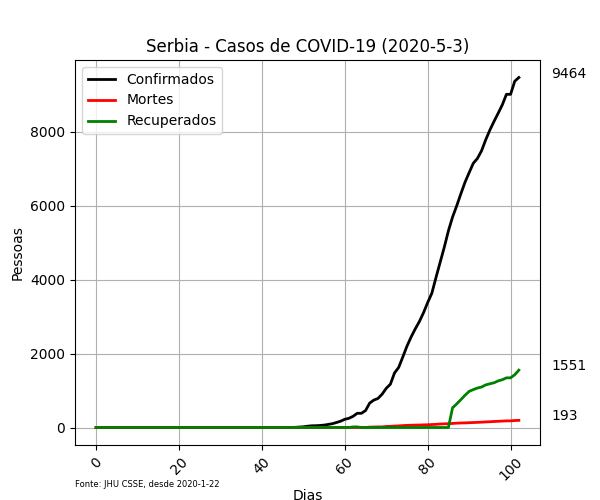 Serbia - Casos de COVID-19 (2020-5-3)
Confirmados
Mortes
Recuperados
9464
1551
193
8000
6000
4000
2000
0
Pessoas
0
20
40
60
80
100
Fonte: JHU CSSE, desde 2020-1-22
Dias